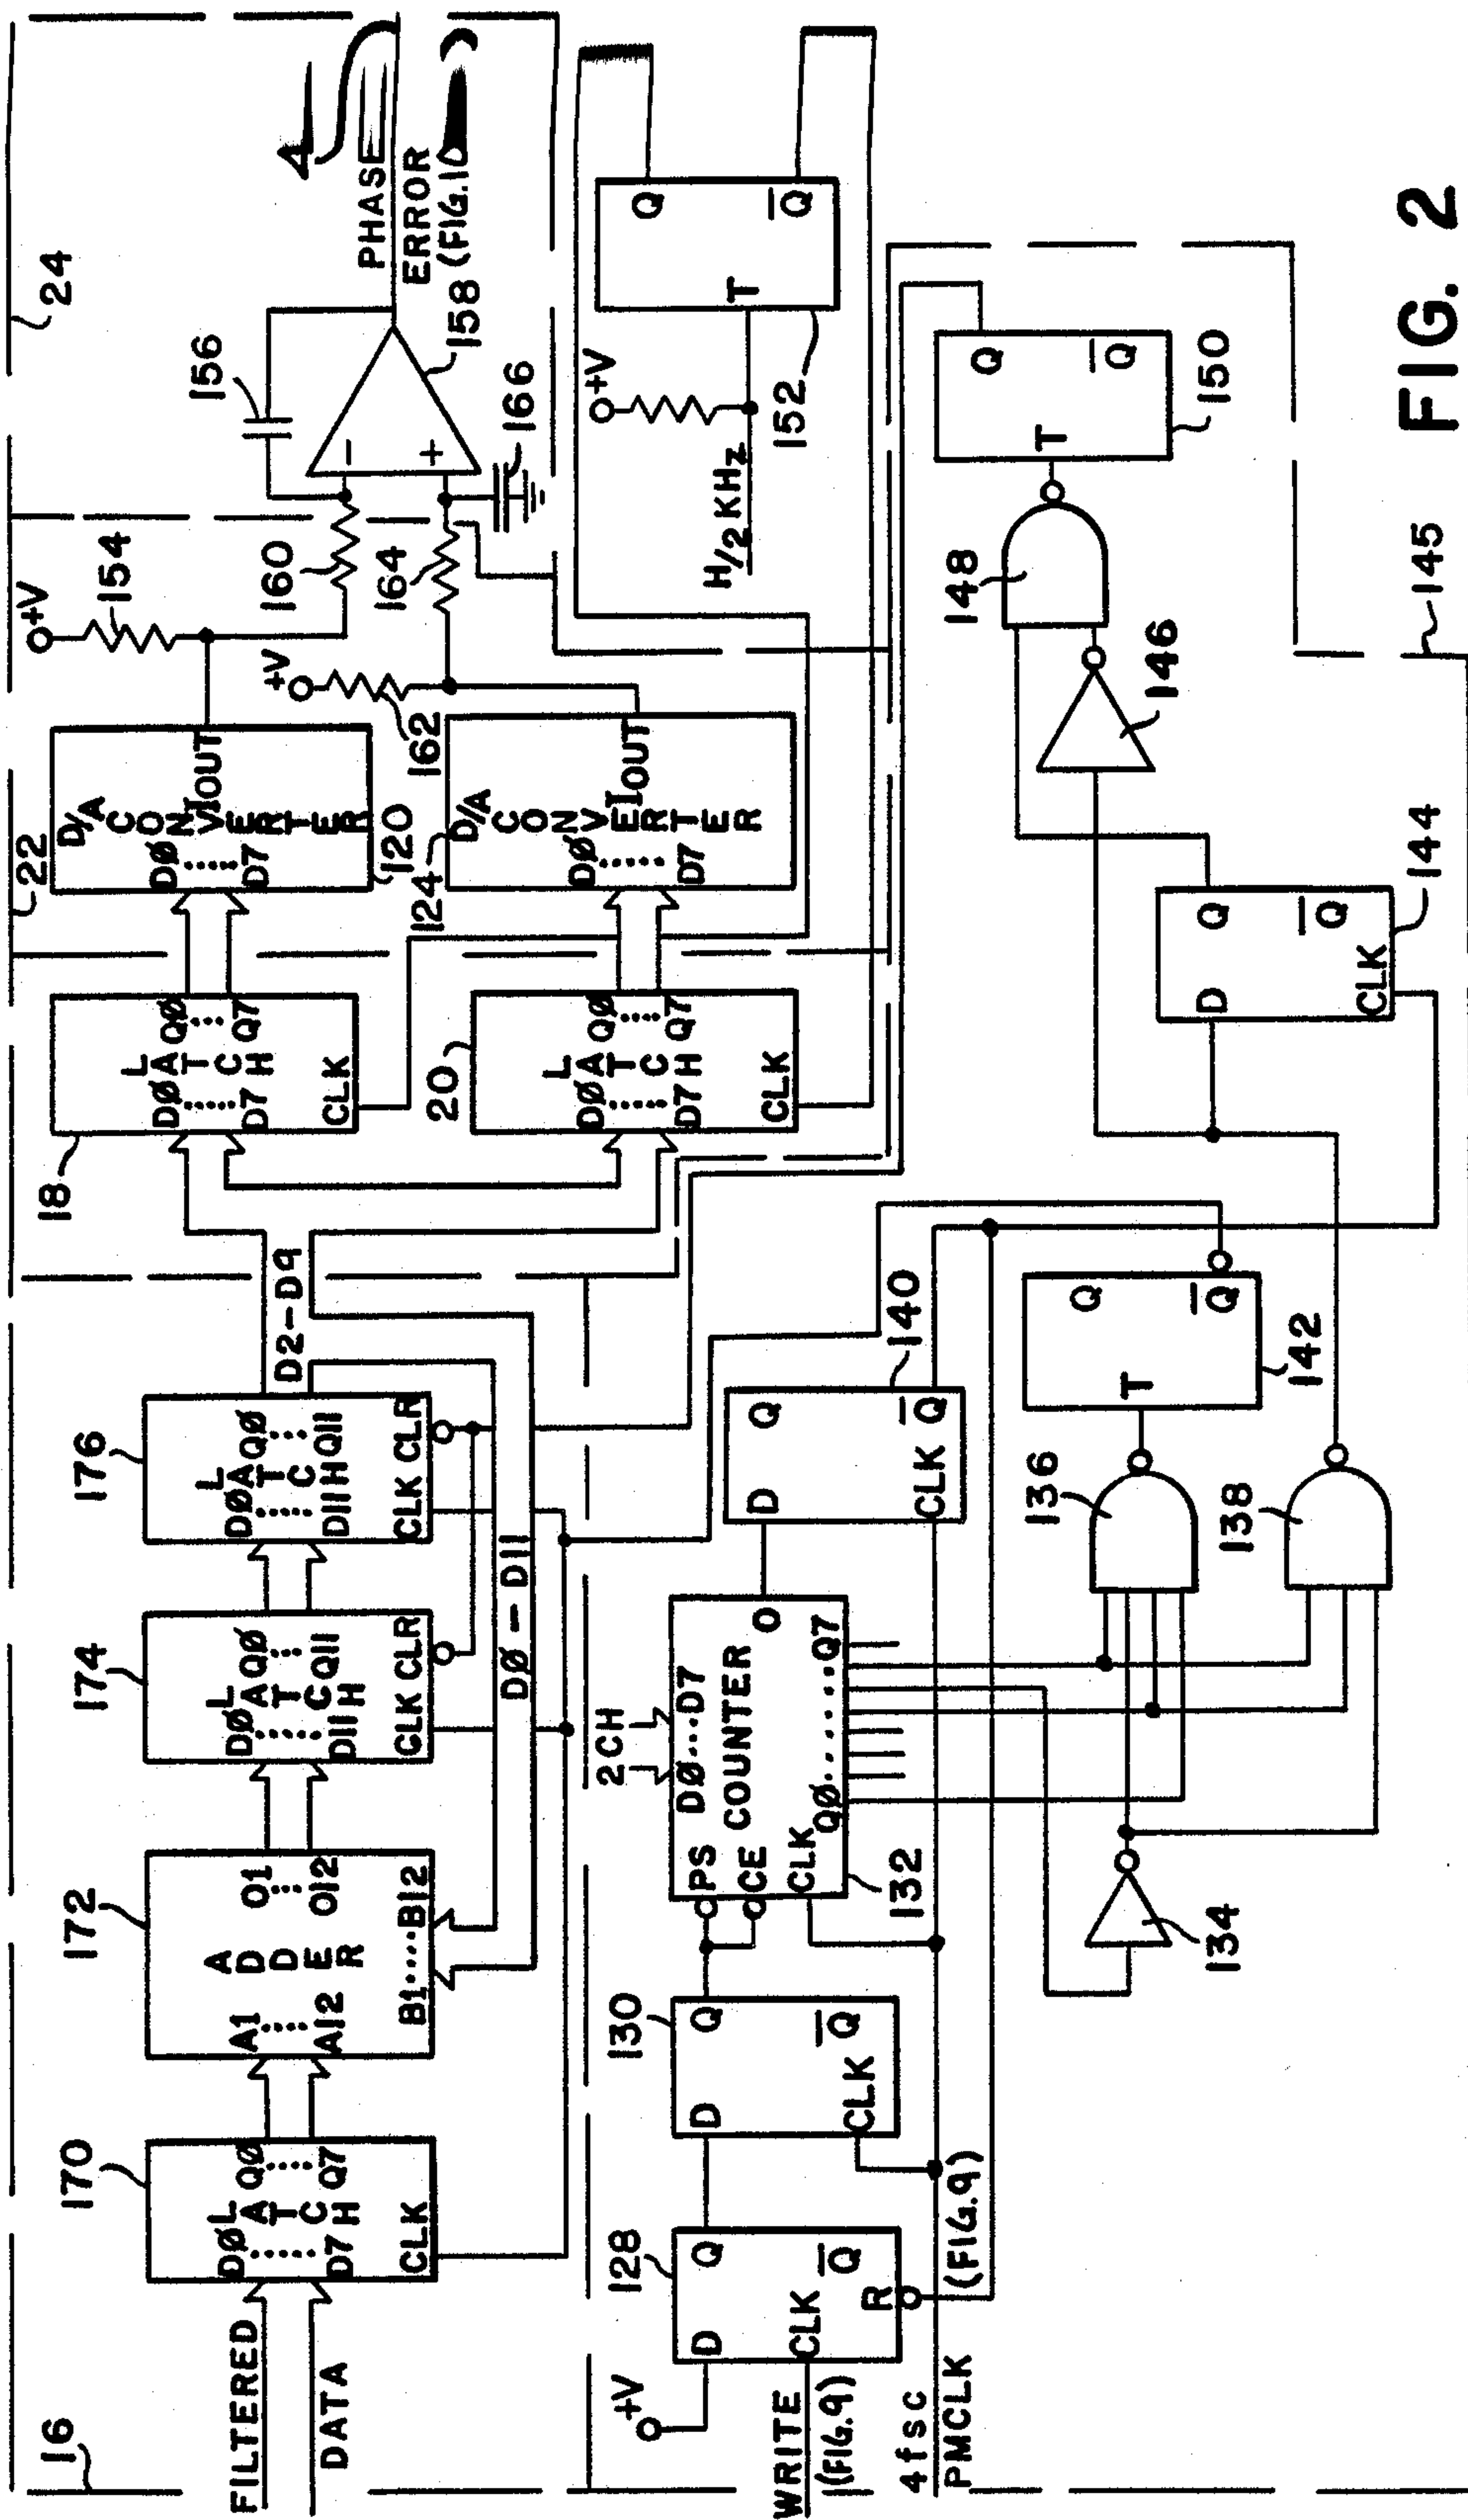 16
FILTERED
DATA
170
DØ QØ
LATCH
D7 Q7
CLK
172
ADDER
A1 O1
A12 O12
B1....B12
174
DØ QØ
LATCH
D11 Q11
CLK CLR
176
DØ QØ
LATCH
D11 Q11
CLK CLR
D2-D9
DØ - D11
18
DØ QØ
LATCH
D7 Q7
CLK
20
DØ QØ
LATCH
D7 Q7
CLK
22
D/A
CONVERTER
DØ
D7
IOUT
120
D/A
CONVERTER
DØ
D7
IOUT
124
+V
154
+V
162
160
164
24
156
-
+
158
166
4
PHASE
ERROR
(FIG.1)
+V
H/2 KHz
T
Q
Q
152
+V
WRITE
(FIG.9)
4fsc
PMCLK
(FIG.9)
128
D Q
CLK Q
R
130
D Q
CLK Q
2CH
DØ...D7
PS
COUNTER
O
CE
CLK
QØ.......Q7
132
134
D Q
CLK Q
140
136
138
T Q
Q
142
D Q
CLK Q
144
145
146
148
T Q
Q
150
FIG. 2